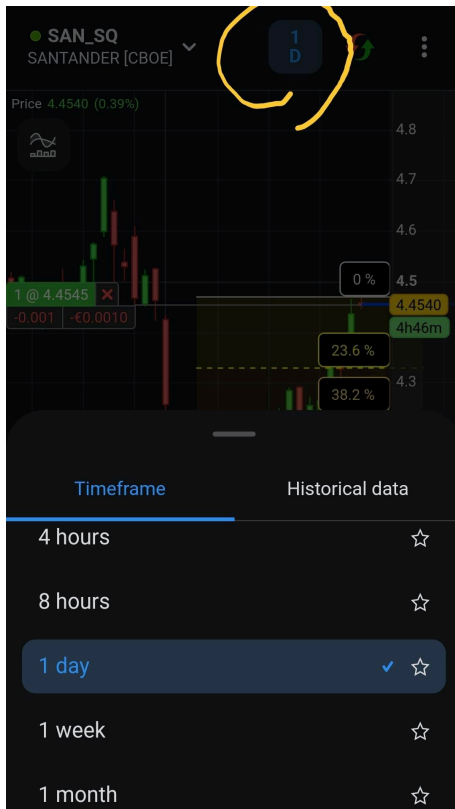 SAN_SQ
SANTANDER [CBOE]
1
D
Price 4.4540 (0.39%)
4.8
4.7
4.6
4.5
0 %
1 @ 4.4545
4.4540
-0.001 -€0.0010
4h46m
23.6 %
4.3
38.2 %
Timeframe
Historical data
4 hours
8 hours
1 day
1 week
1 month